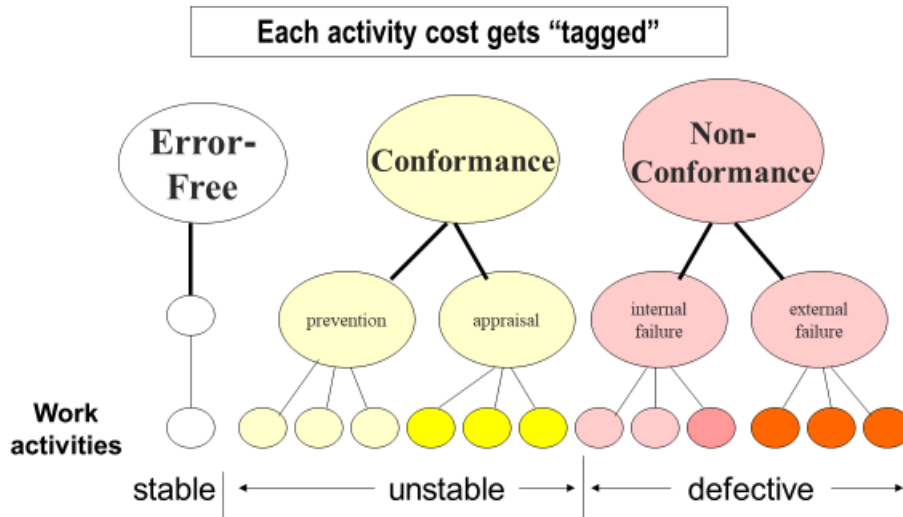 Each activity cost gets “tagged”
Error-
Free
Conformance
Non-
Conformance
prevention
appraisal
internal
failure
external
failure
Work
activities
stable
unstable
defective